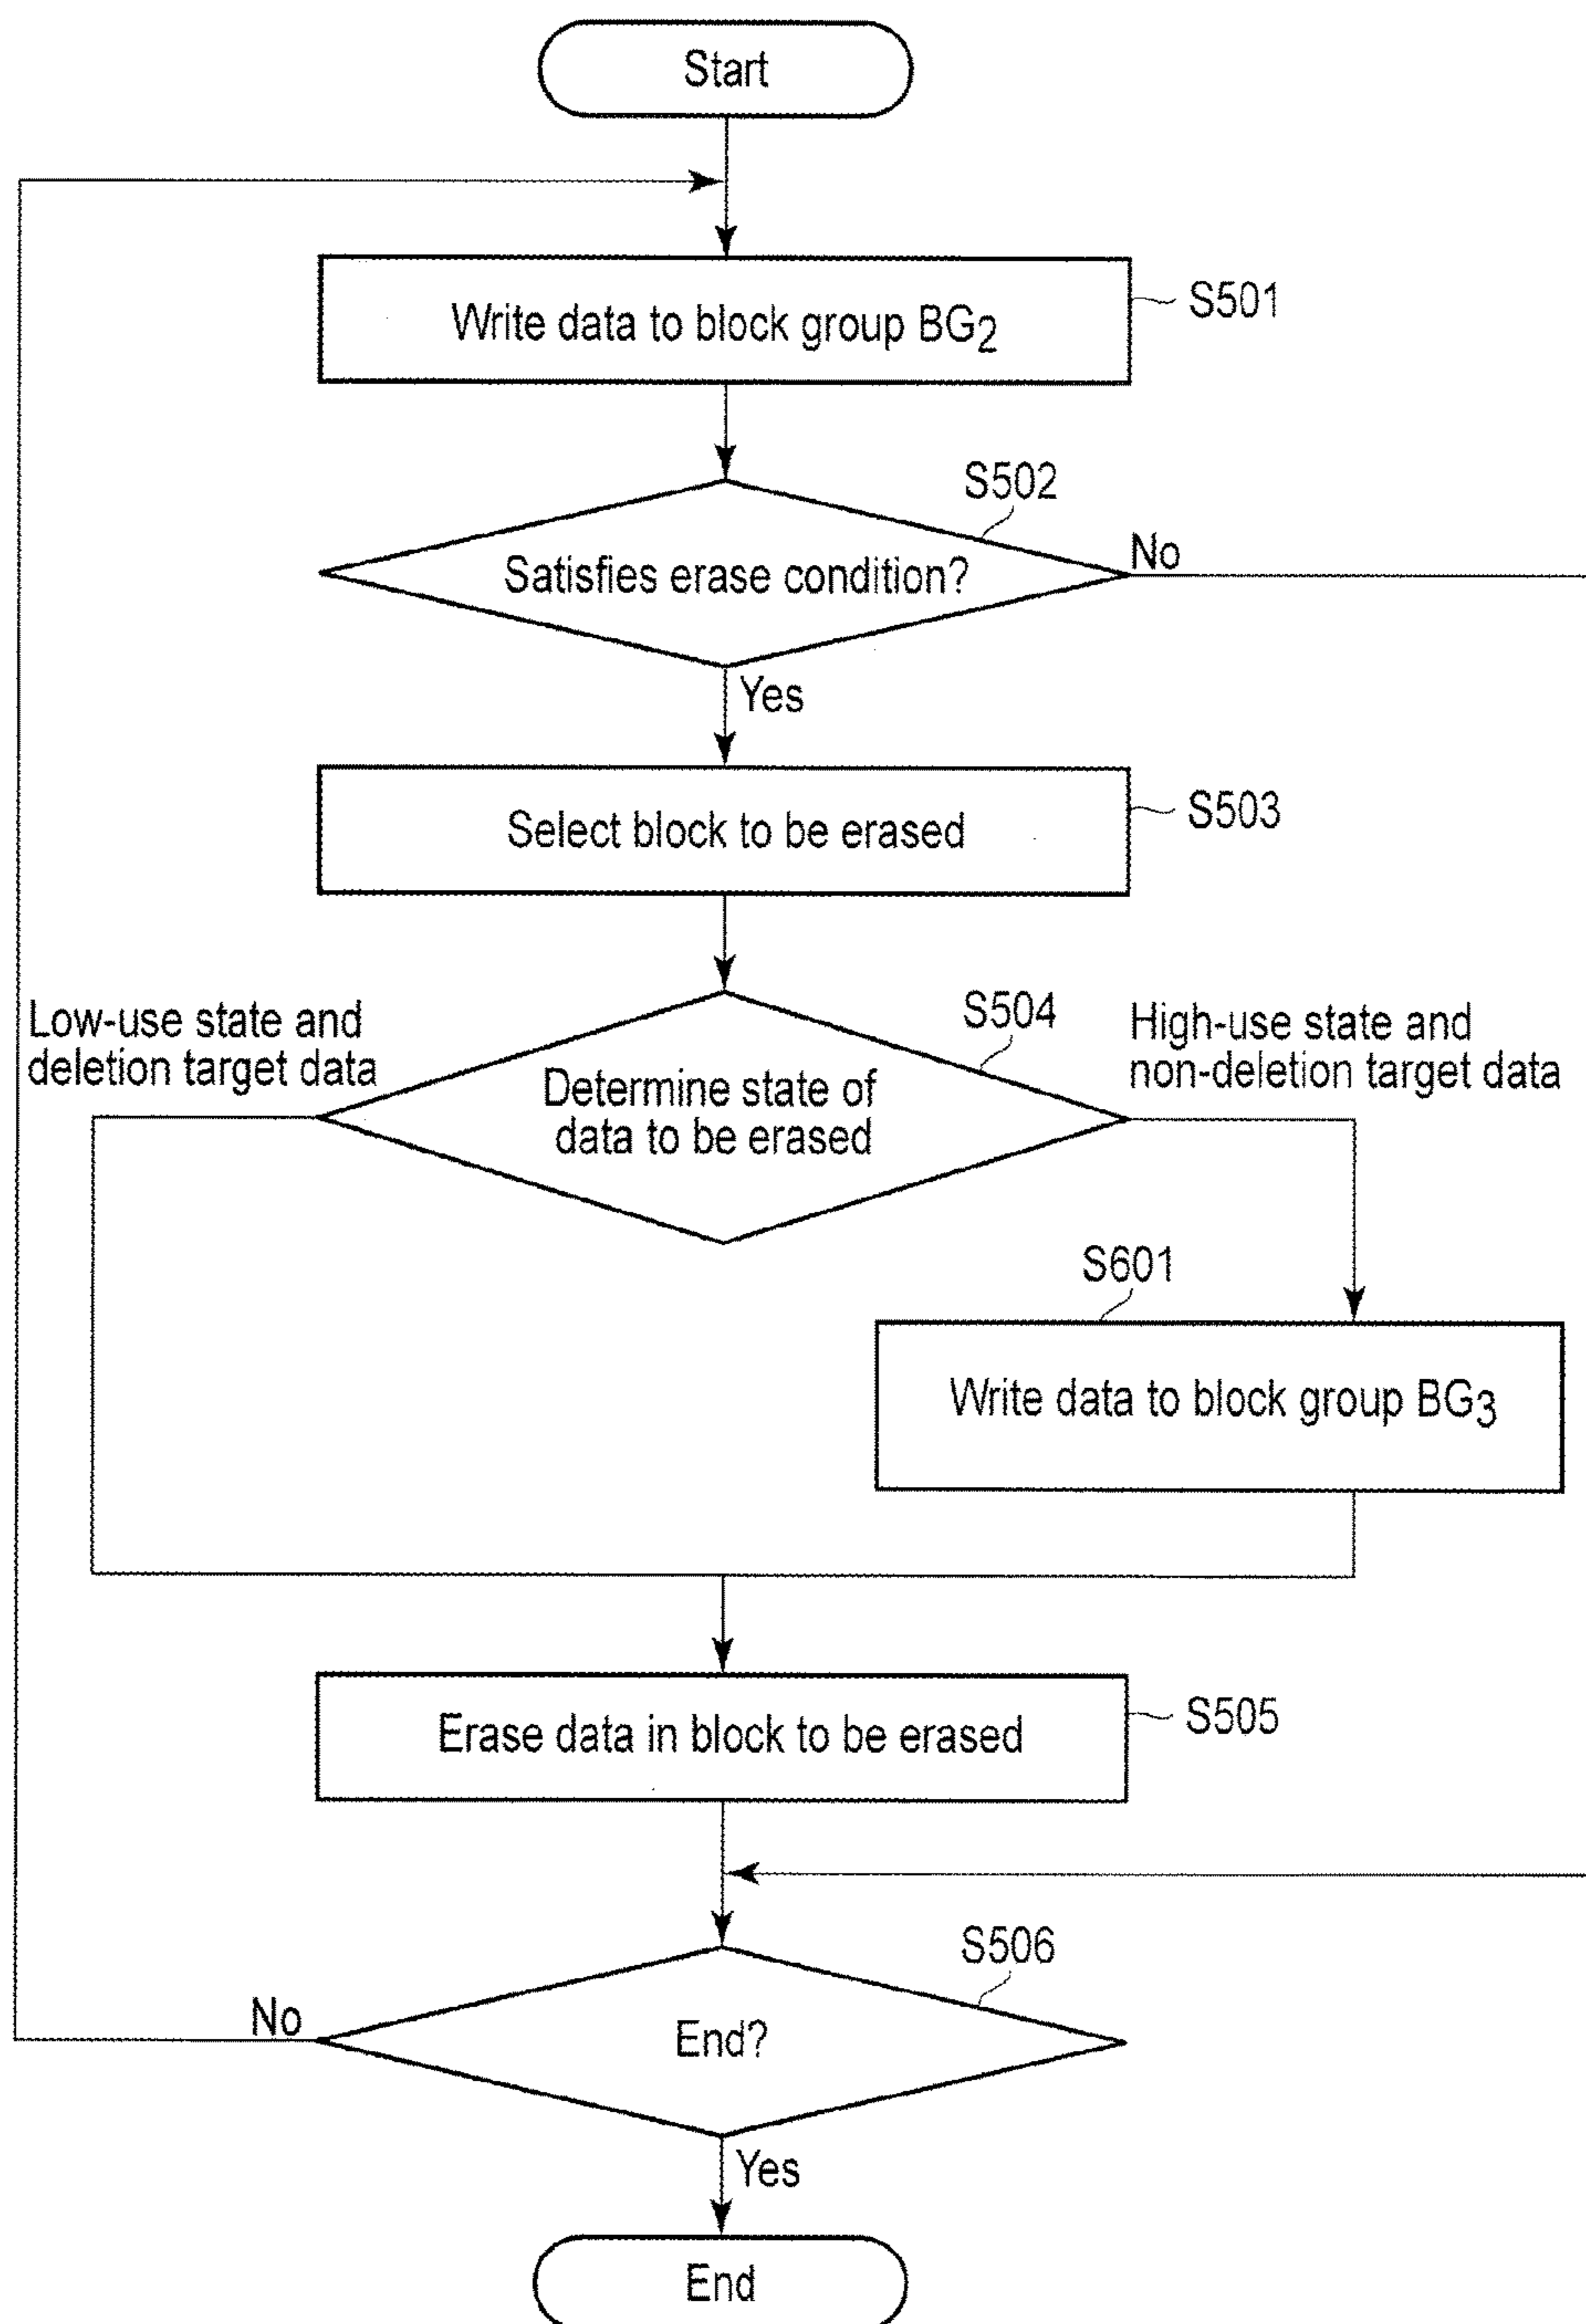 Start
Write data to block group BG2
S501
S502
Satisfies erase condition?
No
Yes
Select block to be erased
S503
Low-use state and
deletion target data
S504
High-use state and
non-deletion target data
Determine state of
data to be erased
S601
Write data to block group BG3
Erase data in block to be erased
S505
S506
No
End?
Yes
End